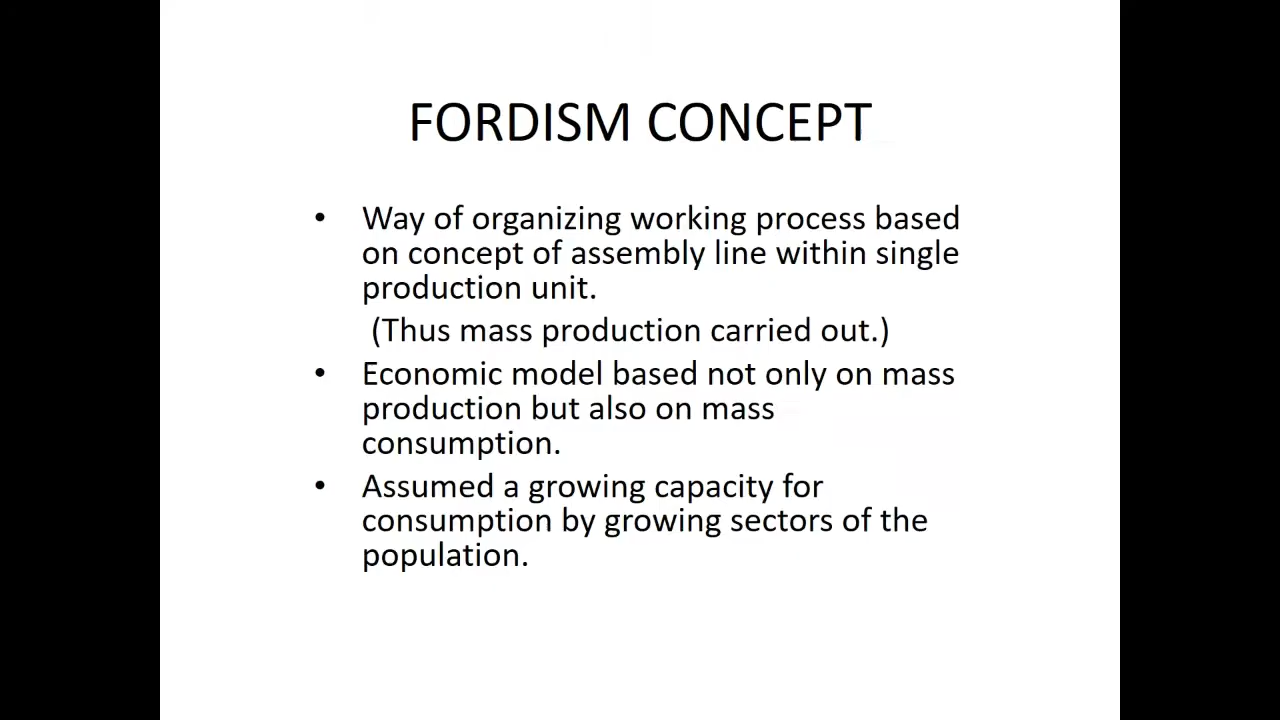 FORDISM CONCEPT
• Way of organizing working process based
on concept of assembly line within single
production unit.
(Thus mass production carried out.)
• Economic model based not only on mass
production but also on mass
consumption.
• Assumed a growing capacity for
consumption by growing sectors of the
population.